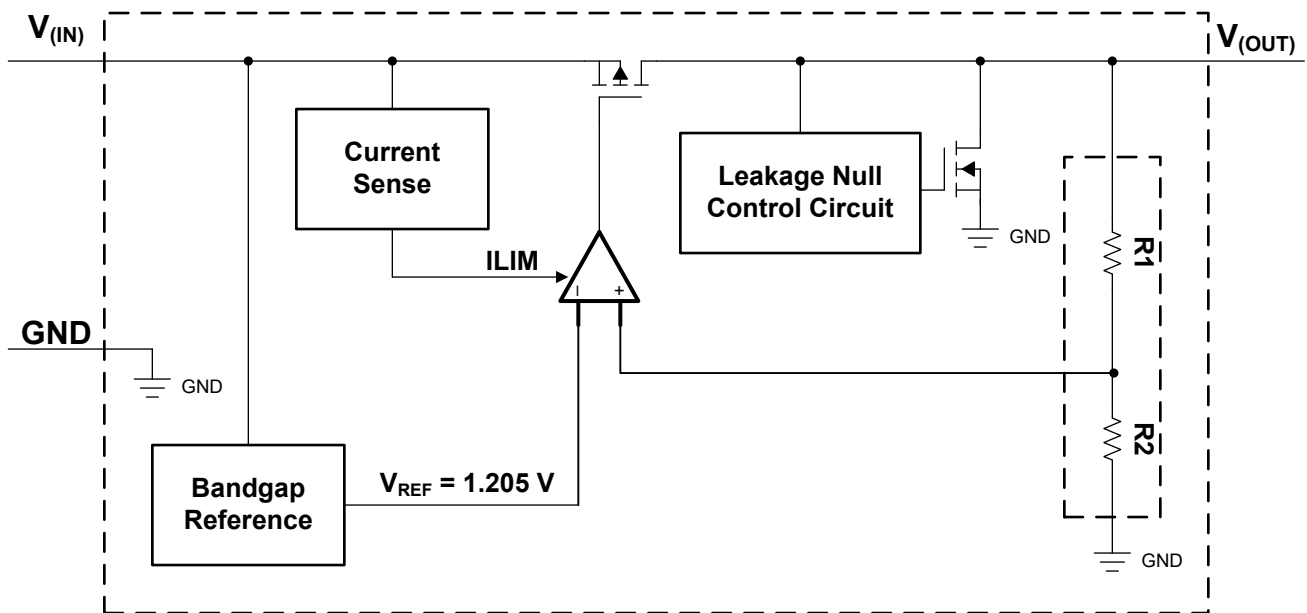 V(IN)
V(OUT)
Current
Sense
Leakage Null
Control Circuit
GND
R1
ILIM
- +
GND
GND
R2
Bandgap
Reference
VREF = 1.205 V
GND